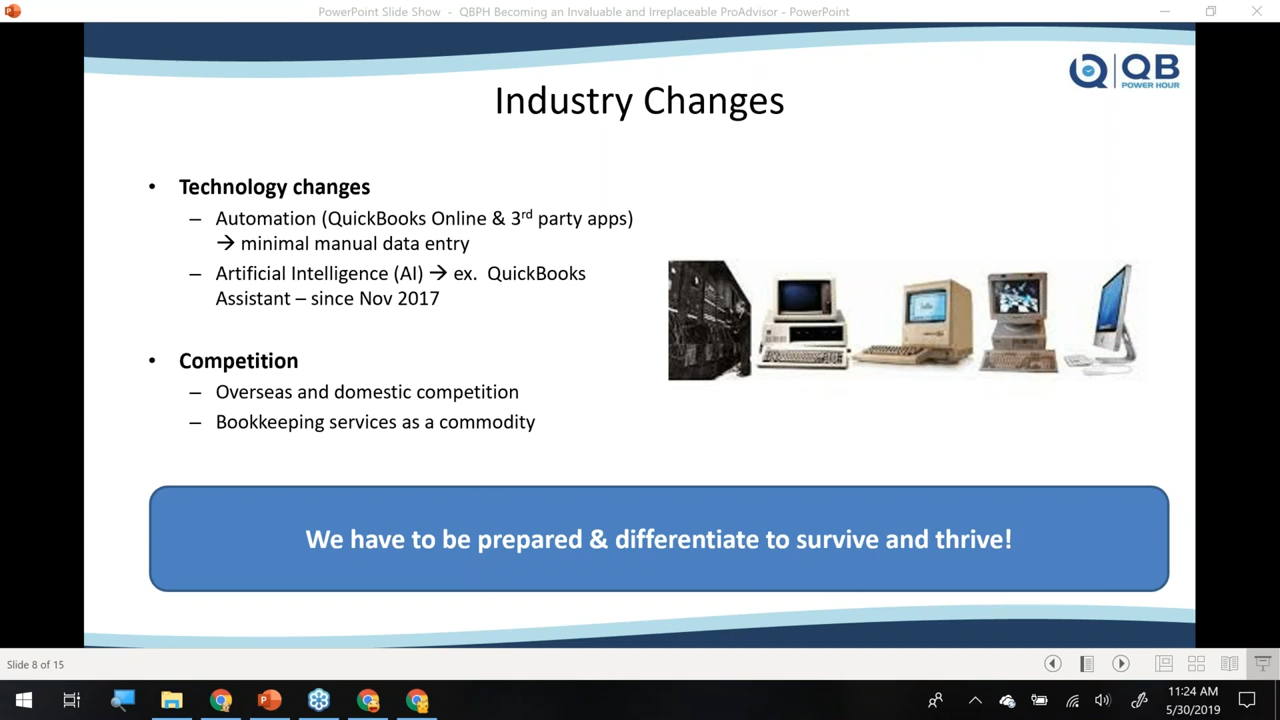 PowerPoint Slide Show - QBPH Becoming an Invaluable and Irreplaceable ProAdvisor - PowerPoint
QB
POWER HOUR
Industry Changes
• Technology changes
– Automation (QuickBooks Online & 3rd party apps)
→ minimal manual data entry
– Artificial Intelligence (AI) → ex. QuickBooks
Assistant – since Nov 2017
• Competition
– Overseas and domestic competition
– Bookkeeping services as a commodity
We have to be prepared & differentiate to survive and thrive!
Slide 8 of 15
11:24 AM
5/30/2019